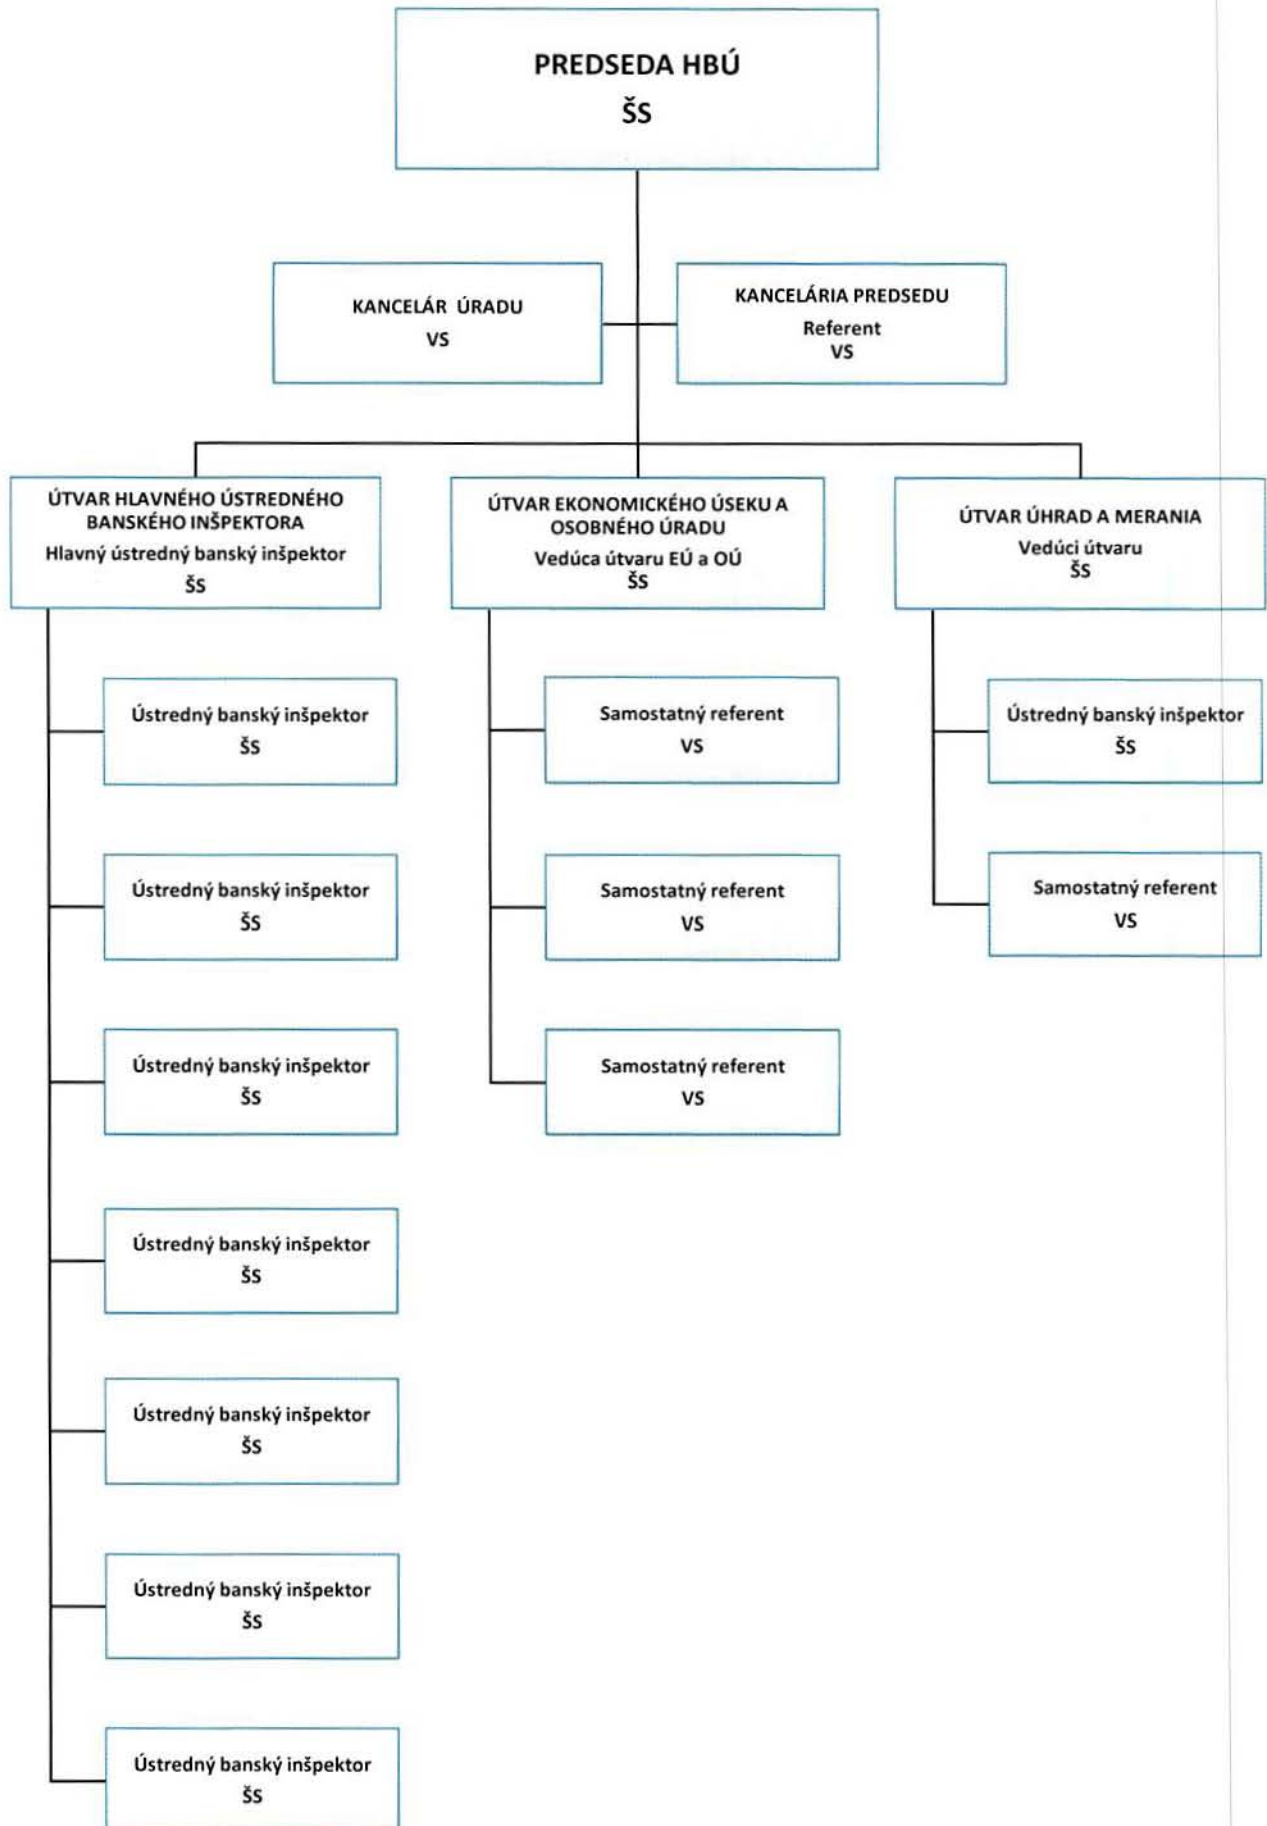 PREDSEDA HBÚ
ŠS
KANCELÁR ÚRADU
VS
KANCELÁRIA PREDSEDU
Referent
VS
ÚTVAR HLAVNÉHO ÚSTREDNÉHO
BANSKÉHO INŠPEKTORA
Hlavný ústredný banský inšpektor
ŠS
Ústredný banský inšpektor
ŠS
Ústredný banský inšpektor
ŠS
Ústredný banský inšpektor
ŠS
Ústredný banský inšpektor
ŠS
Ústredný banský inšpektor
ŠS
Ústredný banský inšpektor
ŠS
Ústredný banský inšpektor
ŠS
ÚTVAR EKONOMICKÉHO ÚSEKU A
OSOBNÉHO ÚRADU
Vedúca útvaru EÚ a OÚ
ŠS
Samostatný referent
VS
Samostatný referent
VS
Samostatný referent
VS
ÚTVAR ÚHRAD A MERANIA
Vedúci útvaru
ŠS
Ústredný banský inšpektor
ŠS
Samostatný referent
VS